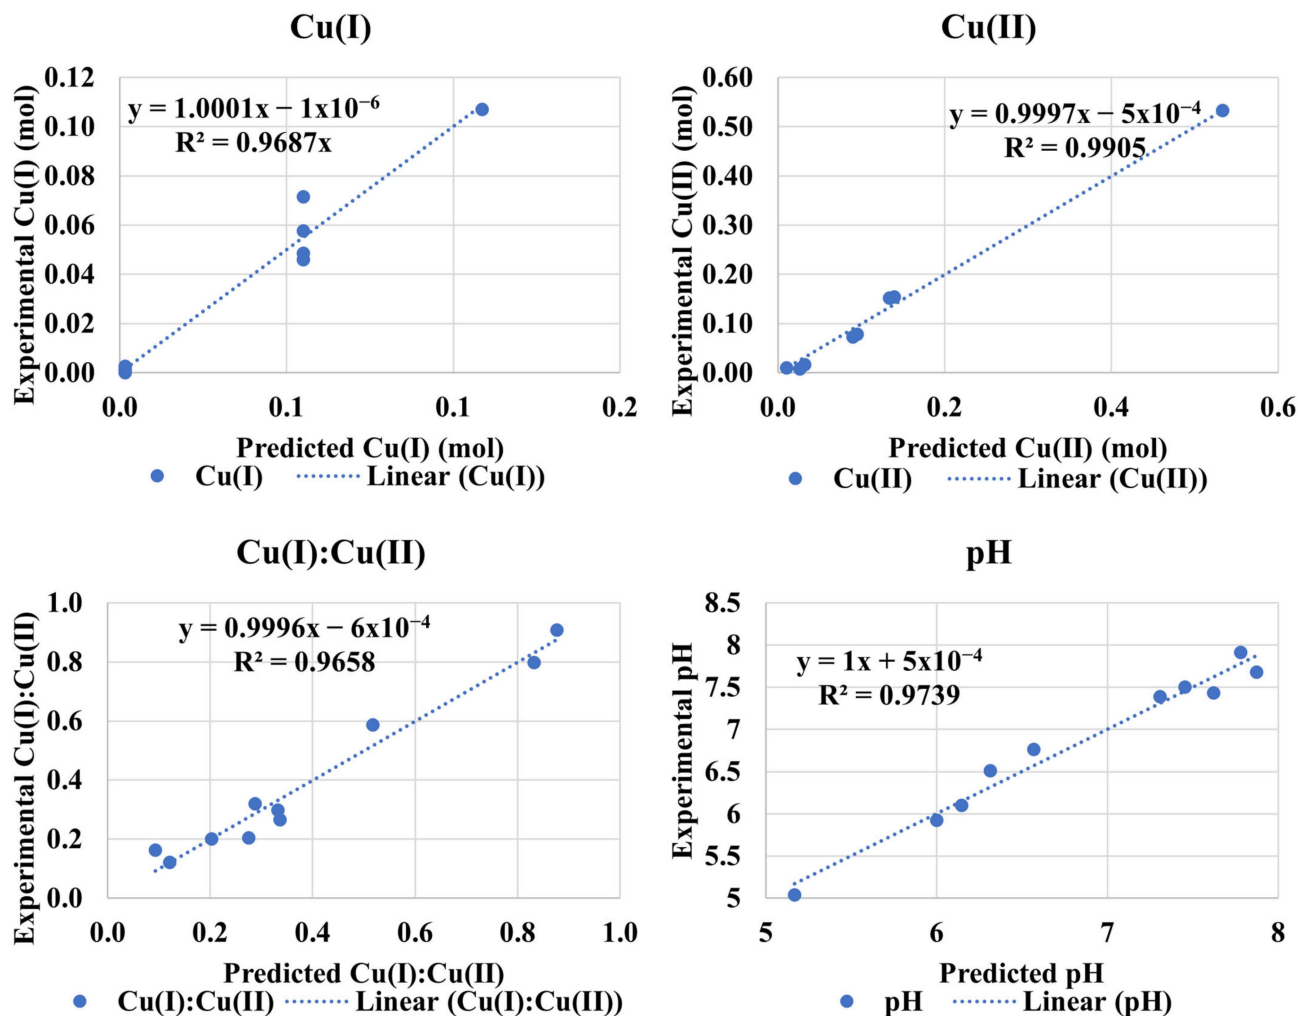 Cu(I)
Experimental Cu(I) (mol)
0.12
0.10
0.08
0.06
0.04
0.02
0.00
y = 1.0001x − 1x10⁻⁶
R² = 0.9687x
0.0
0.1
0.1
0.2
Predicted Cu(I) (mol)
Cu(I)
Linear (Cu(I))
Cu(II)
Experimental Cu(II) (mol)
0.60
0.50
0.40
0.30
0.20
0.10
0.00
y = 0.9997x − 5x10⁻⁴
R² = 0.9905
0.0
0.2
0.4
0.6
Predicted Cu(II) (mol)
Cu(II)
Linear (Cu(II))
Cu(I):Cu(II)
Experimental Cu(I):Cu(II)
1.0
0.8
0.6
0.4
0.2
0.0
y = 0.9996x − 6x10⁻⁴
R² = 0.9658
0.0
0.2
0.4
0.6
0.8
1.0
Predicted Cu(I):Cu(II)
Cu(I):Cu(II)
Linear (Cu(I):Cu(II))
pH
Experimental pH
8.5
8
7.5
7
6.5
6
5.5
5
y = 1x + 5x10⁻⁴
R² = 0.9739
5
6
7
8
Predicted pH
pH
Linear (pH)